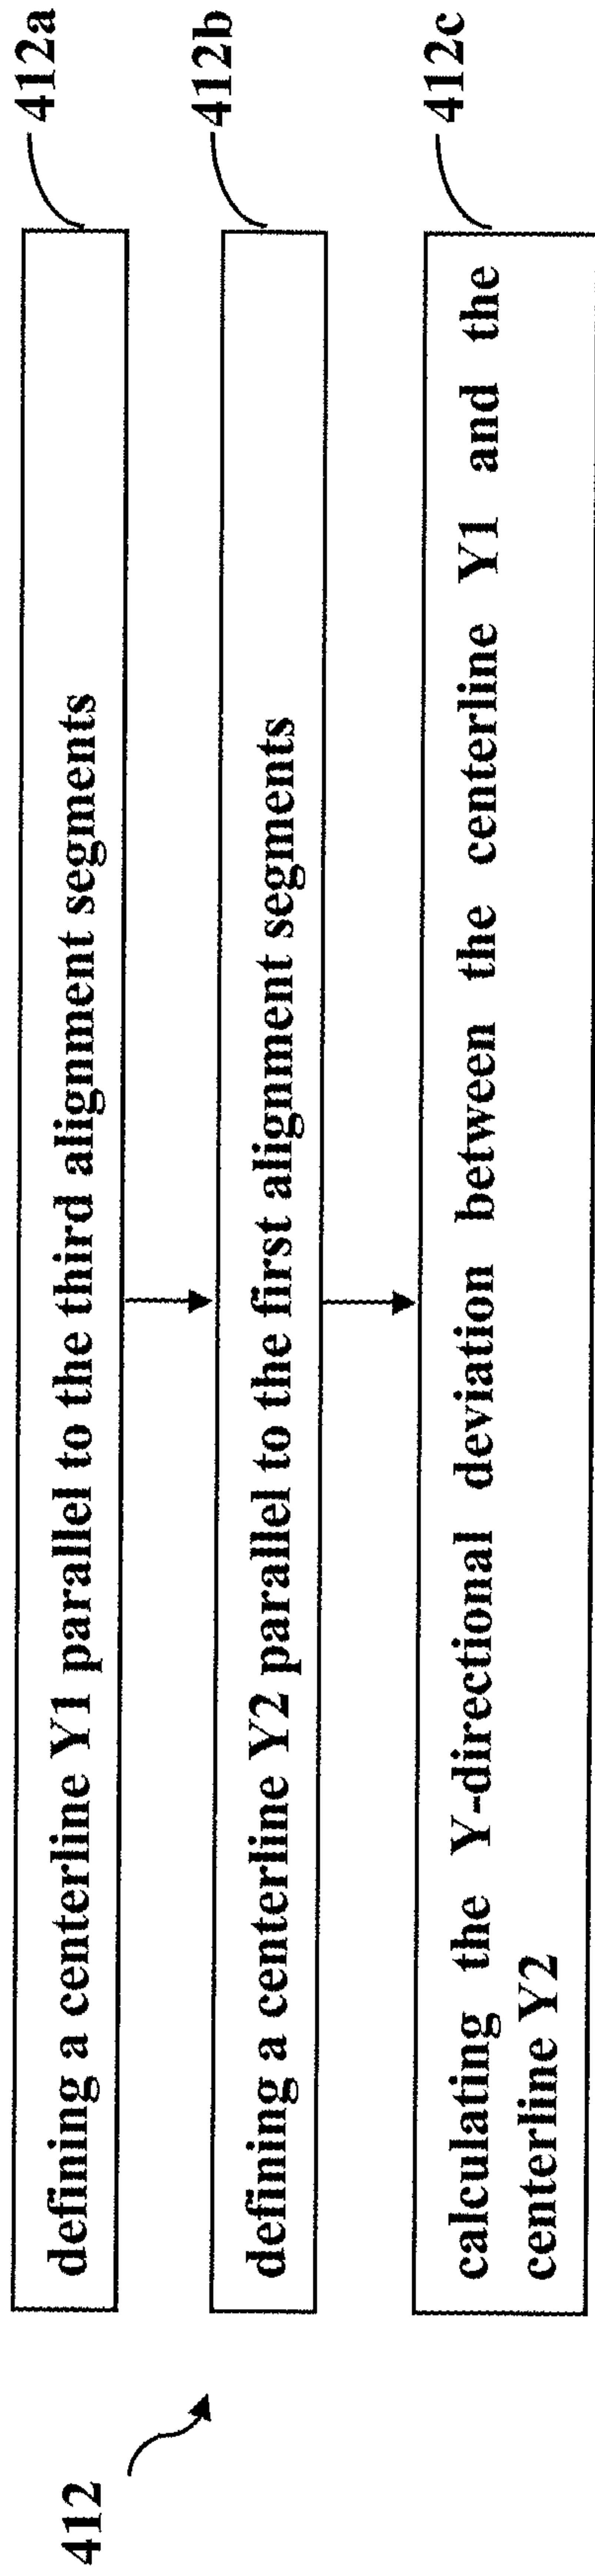 412
defining a centerline Y1 parallel to the third alignment segments
412a
defining a centerline Y2 parallel to the first alignment segments
412b
calculating the Y-directional deviation between the centerline Y1 and the
centerline Y2
412c